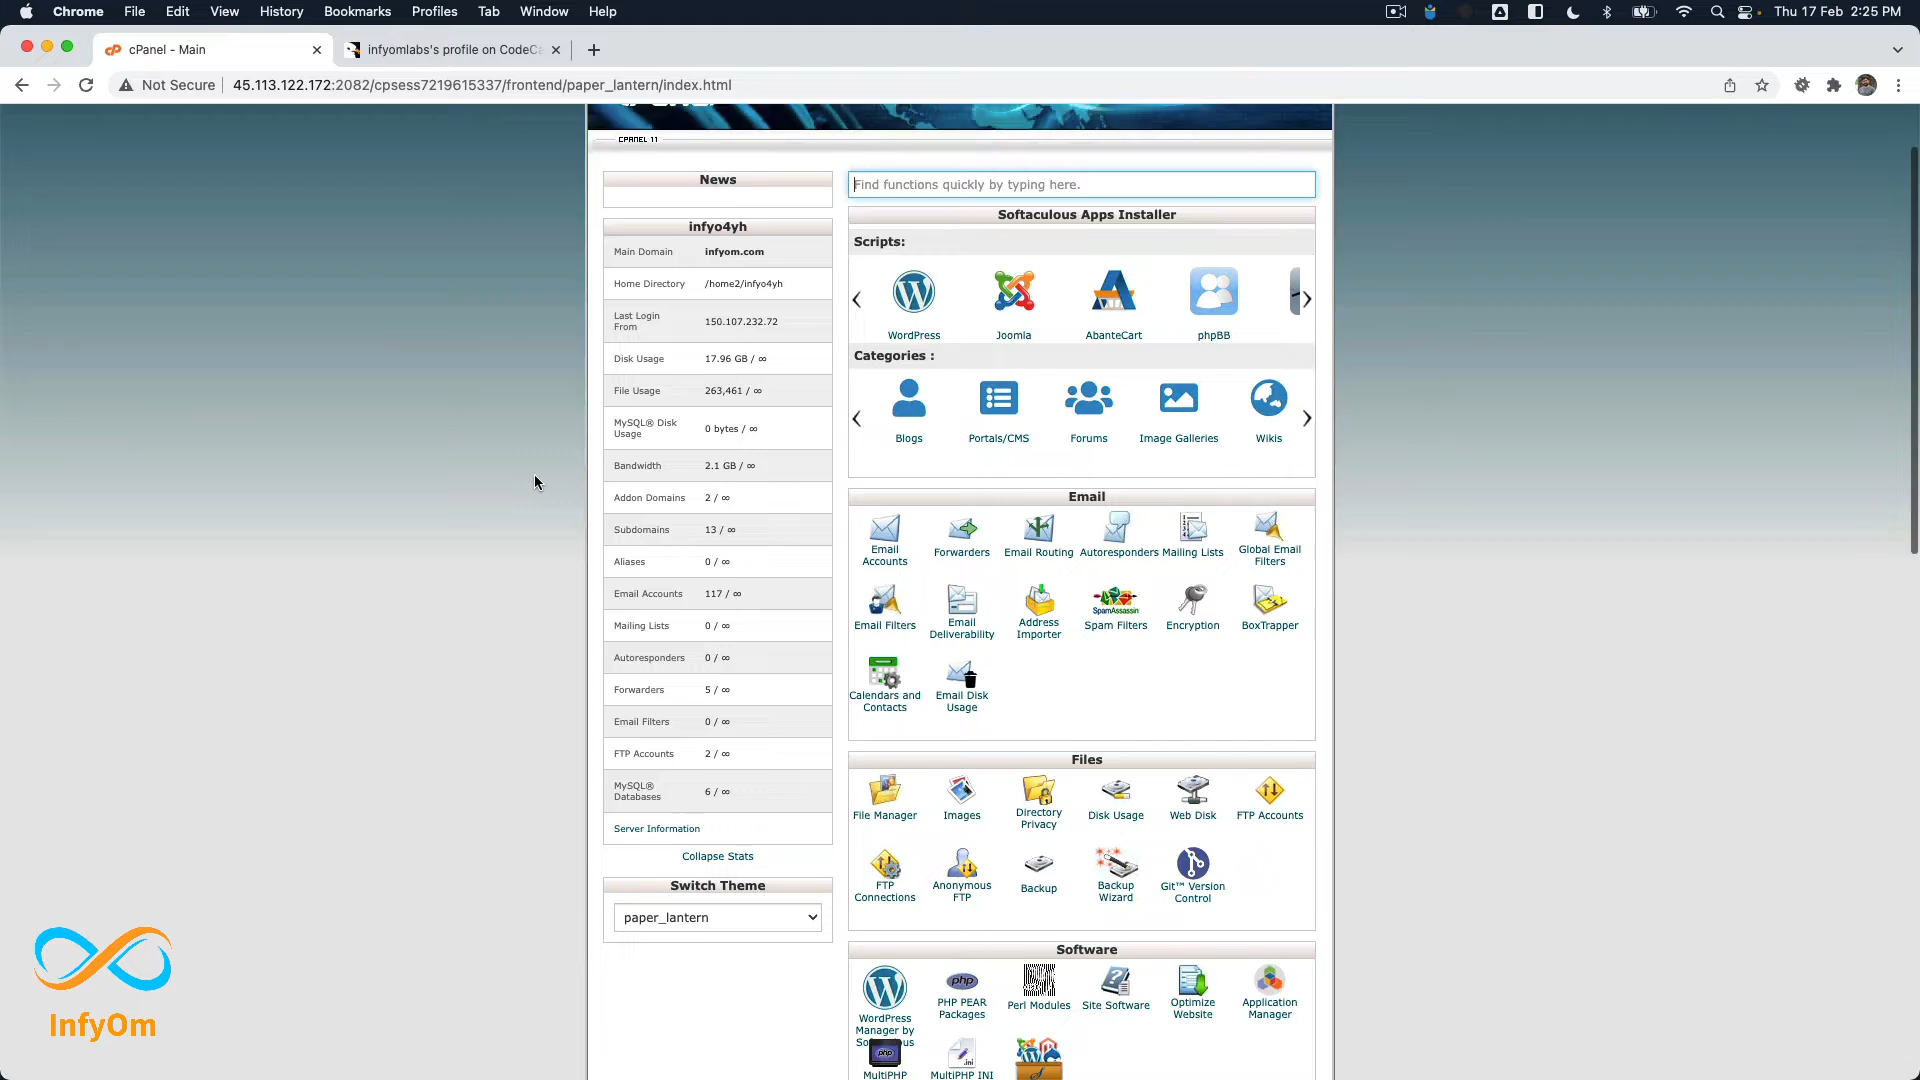 Chrome File Edit View History Bookmarks Profiles Tab Window Help Thu 17 Feb 2:25 PM
cPanel - Main
infyomlabs's profile on CodeCa
Not Secure 45.113.122.172:2082/cpsess7219615337/frontend/paper_lantern/index.html
CPANEL 11
News
infyo4yh
Main Domain infyom.com
Home Directory /home2/infyo4yh
Last Login
From
150.107.232.72
Disk Usage 17.96 GB / ∞
File Usage 263,461 / ∞
MySQL® Disk
Usage
0 bytes / ∞
Bandwidth 2.1 GB / ∞
Addon Domains 2 / ∞
Subdomains 13 / ∞
Aliases 0 / ∞
Email Accounts 117 / ∞
Mailing Lists 0 / ∞
Autoresponders 0 / ∞
Forwarders 5 / ∞
Email Filters 0 / ∞
FTP Accounts 2 / ∞
MySQL®
Databases
6 / ∞
Server Information
Collapse Stats
Switch Theme
paper_lantern
Find functions quickly by typing here.
Softaculous Apps Installer
Scripts:
WordPress Joomla AbanteCart phpBB
Categories :
Blogs Portals/CMS Forums Image Galleries Wikis
Email
Email
Accounts
Forwarders
Email Routing
Autoresponders
Mailing Lists
Global Email
Filters
Email Filters
Email
Deliverability
Address
Importer
SpamAssassin
Spam Filters
Encryption
BoxTrapper
Calendars and
Contacts
Email Disk
Usage
Files
File Manager
Images
Directory
Privacy
Disk Usage
Web Disk
FTP Accounts
FTP
Connections
Anonymous
FTP
Backup
Backup
Wizard
Git™ Version
Control
Software
WordPress
Manager by
php
PHP PEAR
Packages
Perl Modules
Site Software
Optimize
Website
Application
Manager
php
MultiPHP
.ini
MultiPHP INI
InfyOm